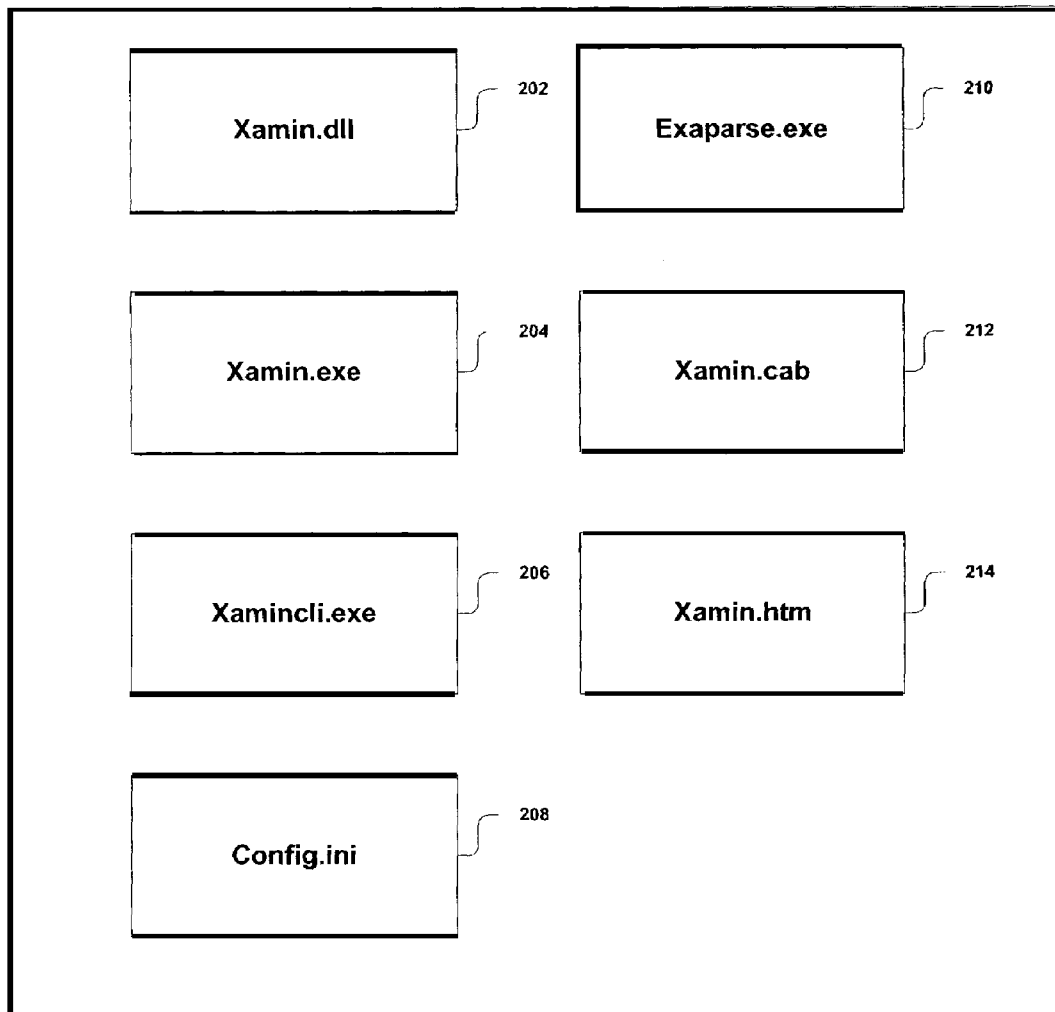 Xamin.dll
202
Exaparse.exe
210
Xamin.exe
204
Xamin.cab
212
Xamincli.exe
206
Xamin.htm
214
Config.ini
208